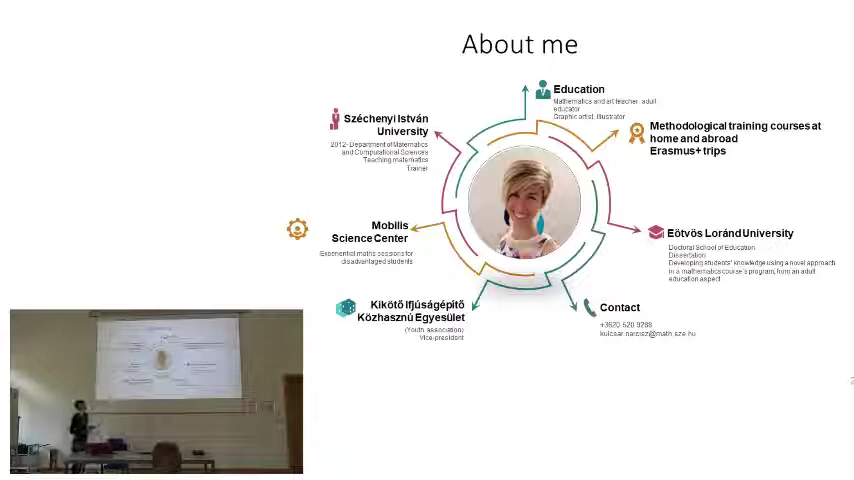 About me
Education
Mathematics and art teacher, adult
educator
Graphic artist, illustrator
Széchenyi István
University
2012- Department of Matematics
and Computational Sciences
Teaching matematics
Trainer
Methodological training courses at
home and abroad
Erasmus+ trips
Mobilis
Science Center
Experiential maths sessions for
disadvantaged students
Eötvös Loránd University
Doctoral School of Education
Dissertation
Developing students' knowledge using a novel approach
in a mathematics course's program, from an adult
education aspect
Kikötő Ifjúságépítő
Közhasznú Egyesület
(Youth association)
Vice-president
Contact
+3620 520 9288
kulcsar.narcisz@math.sze.hu